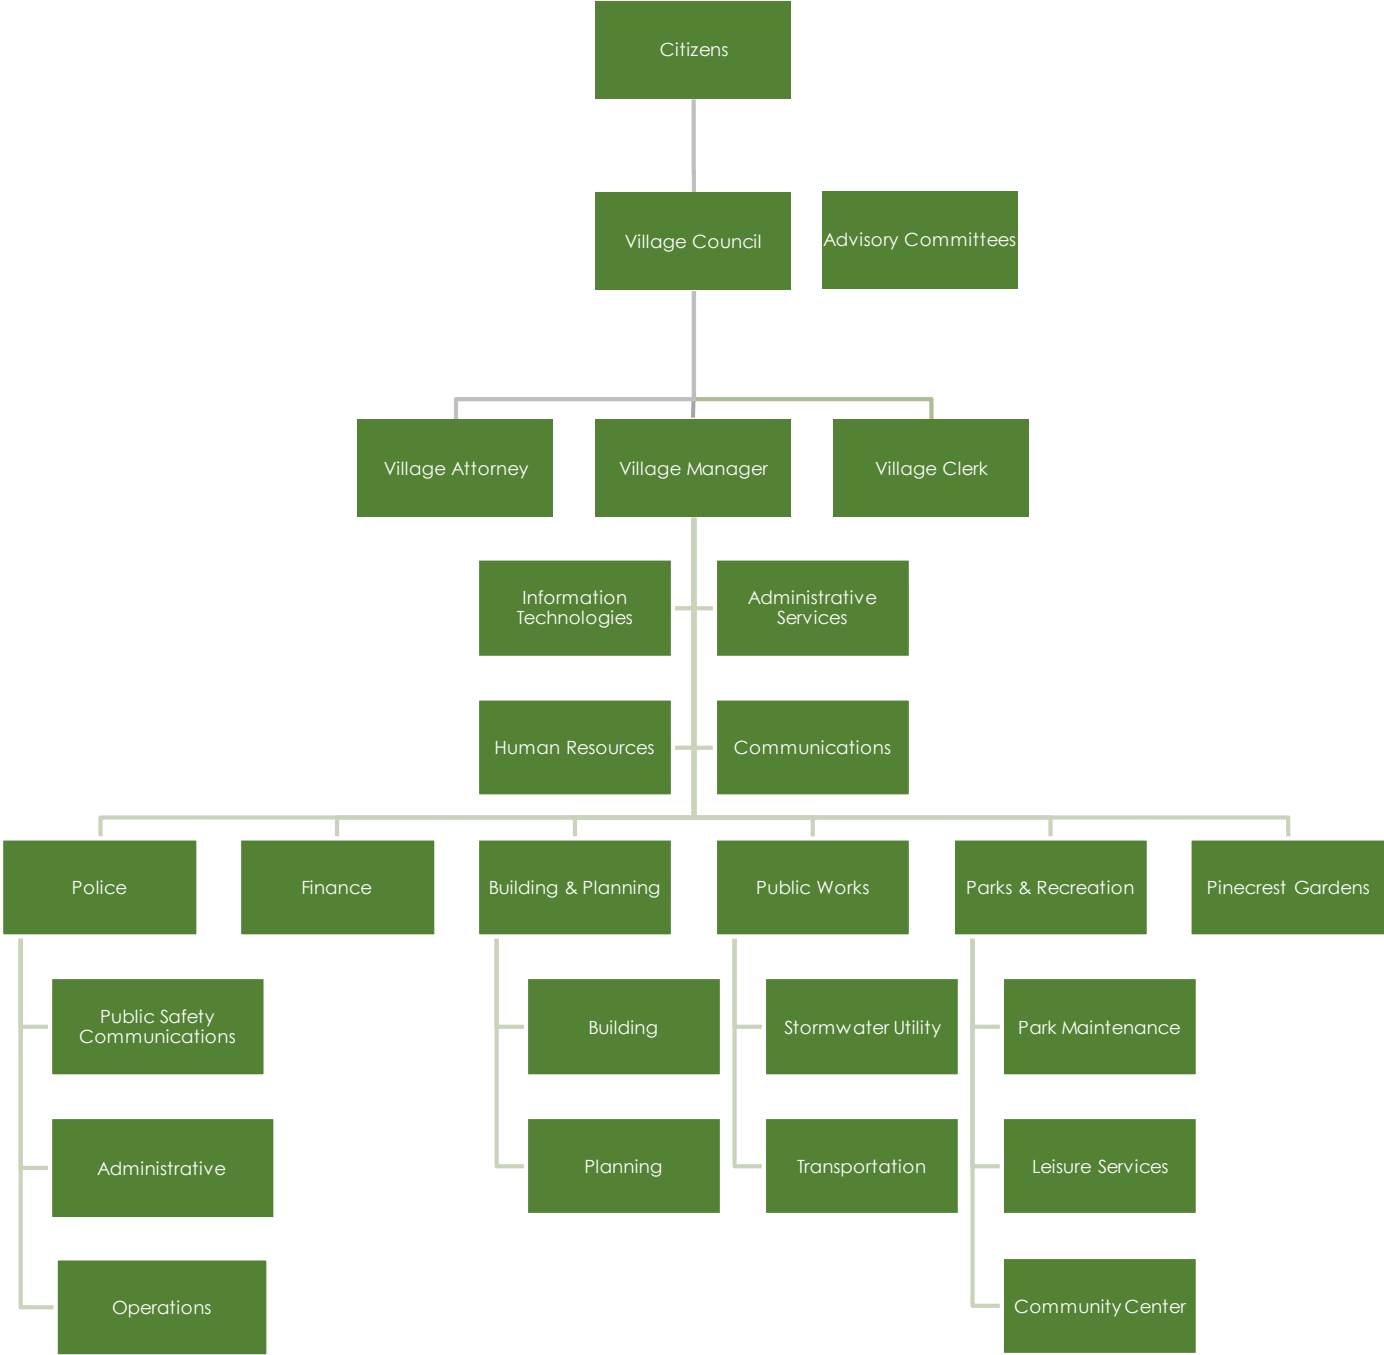 Citizens
Village Council
Advisory Committees
Village Attorney
Village Manager
Village Clerk
Information
Technologies
Administrative
Services
Human Resources
Communications
Police
Finance
Building & Planning
Public Works
Parks & Recreation
Pinecrest Gardens
Public Safety
Communications
Building
Stormwater Utility
Park Maintenance
Administrative
Planning
Transportation
Leisure Services
Operations
Community Center